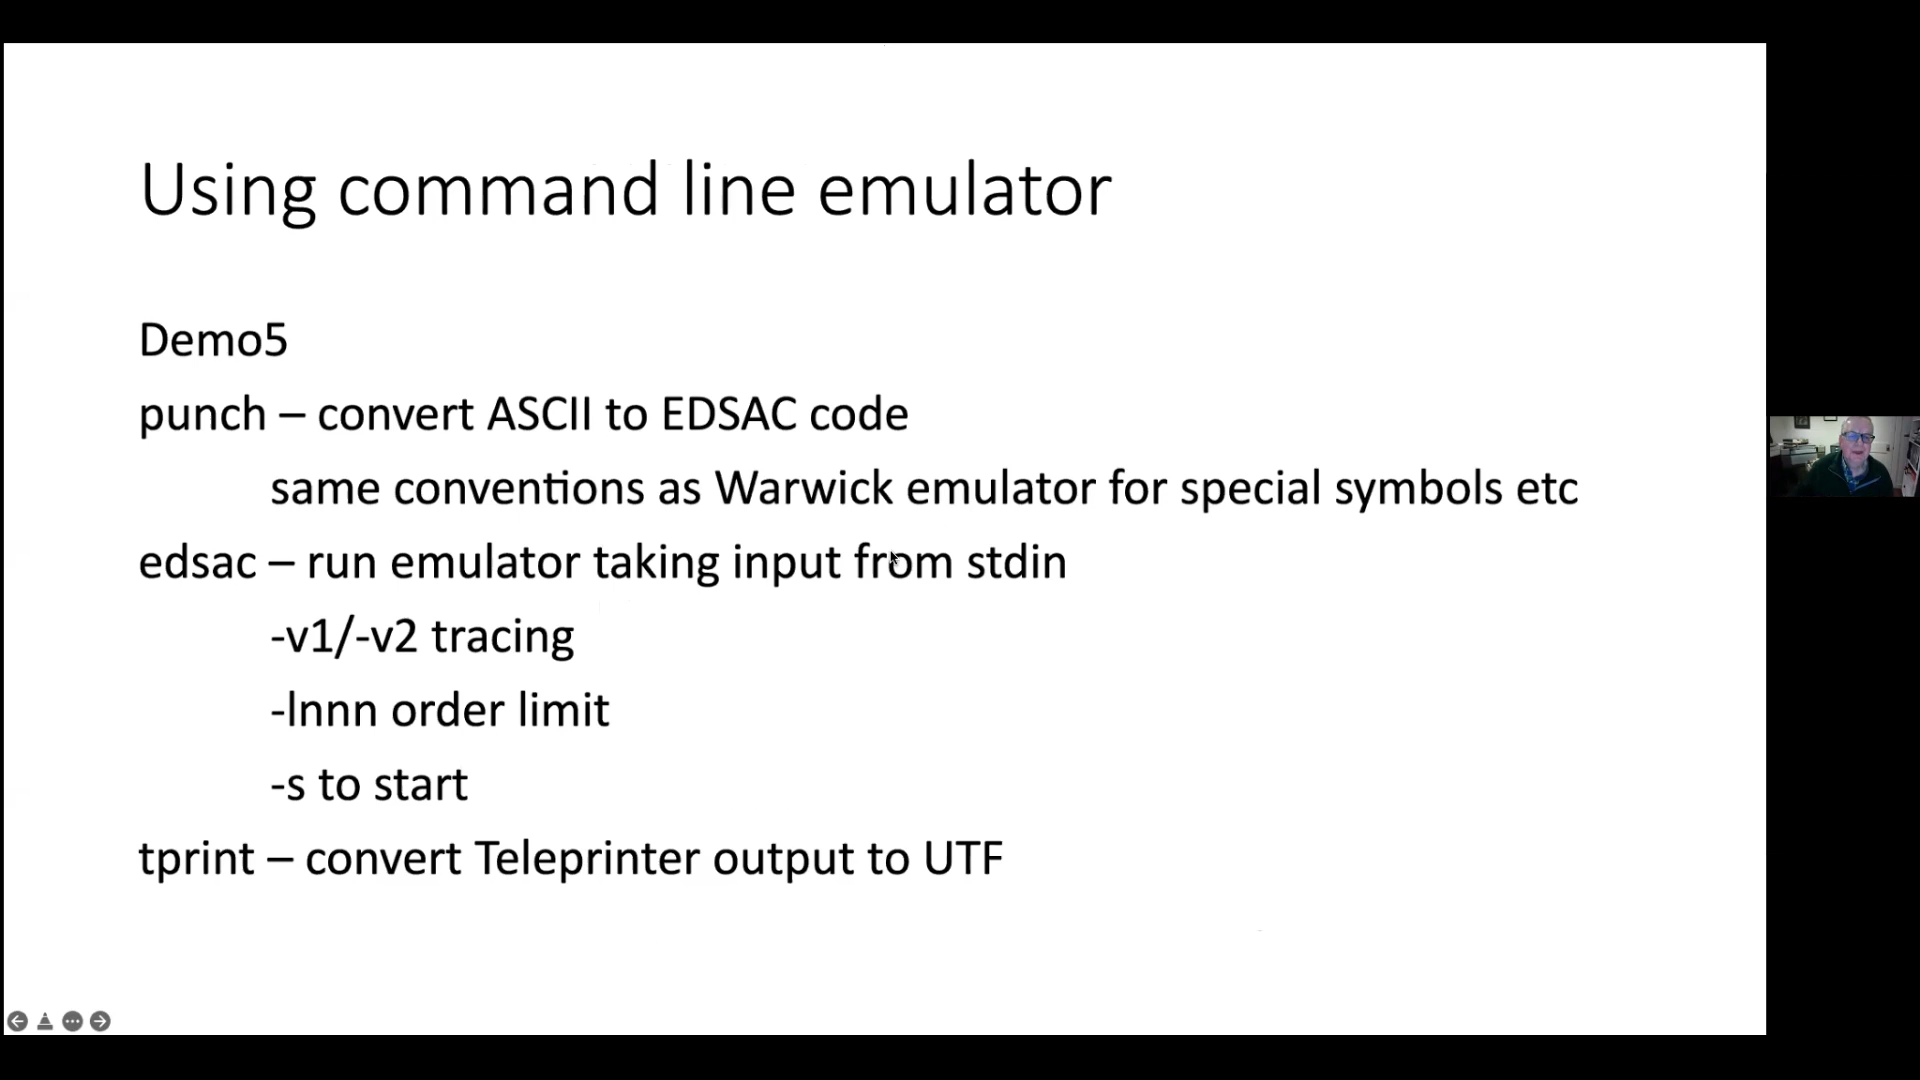 Using command line emulator
Demo5
punch – convert ASCII to EDSAC code
same conventions as Warwick emulator for special symbols etc
edsac – run emulator taking input from stdin
-v1/-v2 tracing
-lnnn order limit
-s to start
tprint – convert Teleprinter output to UTF